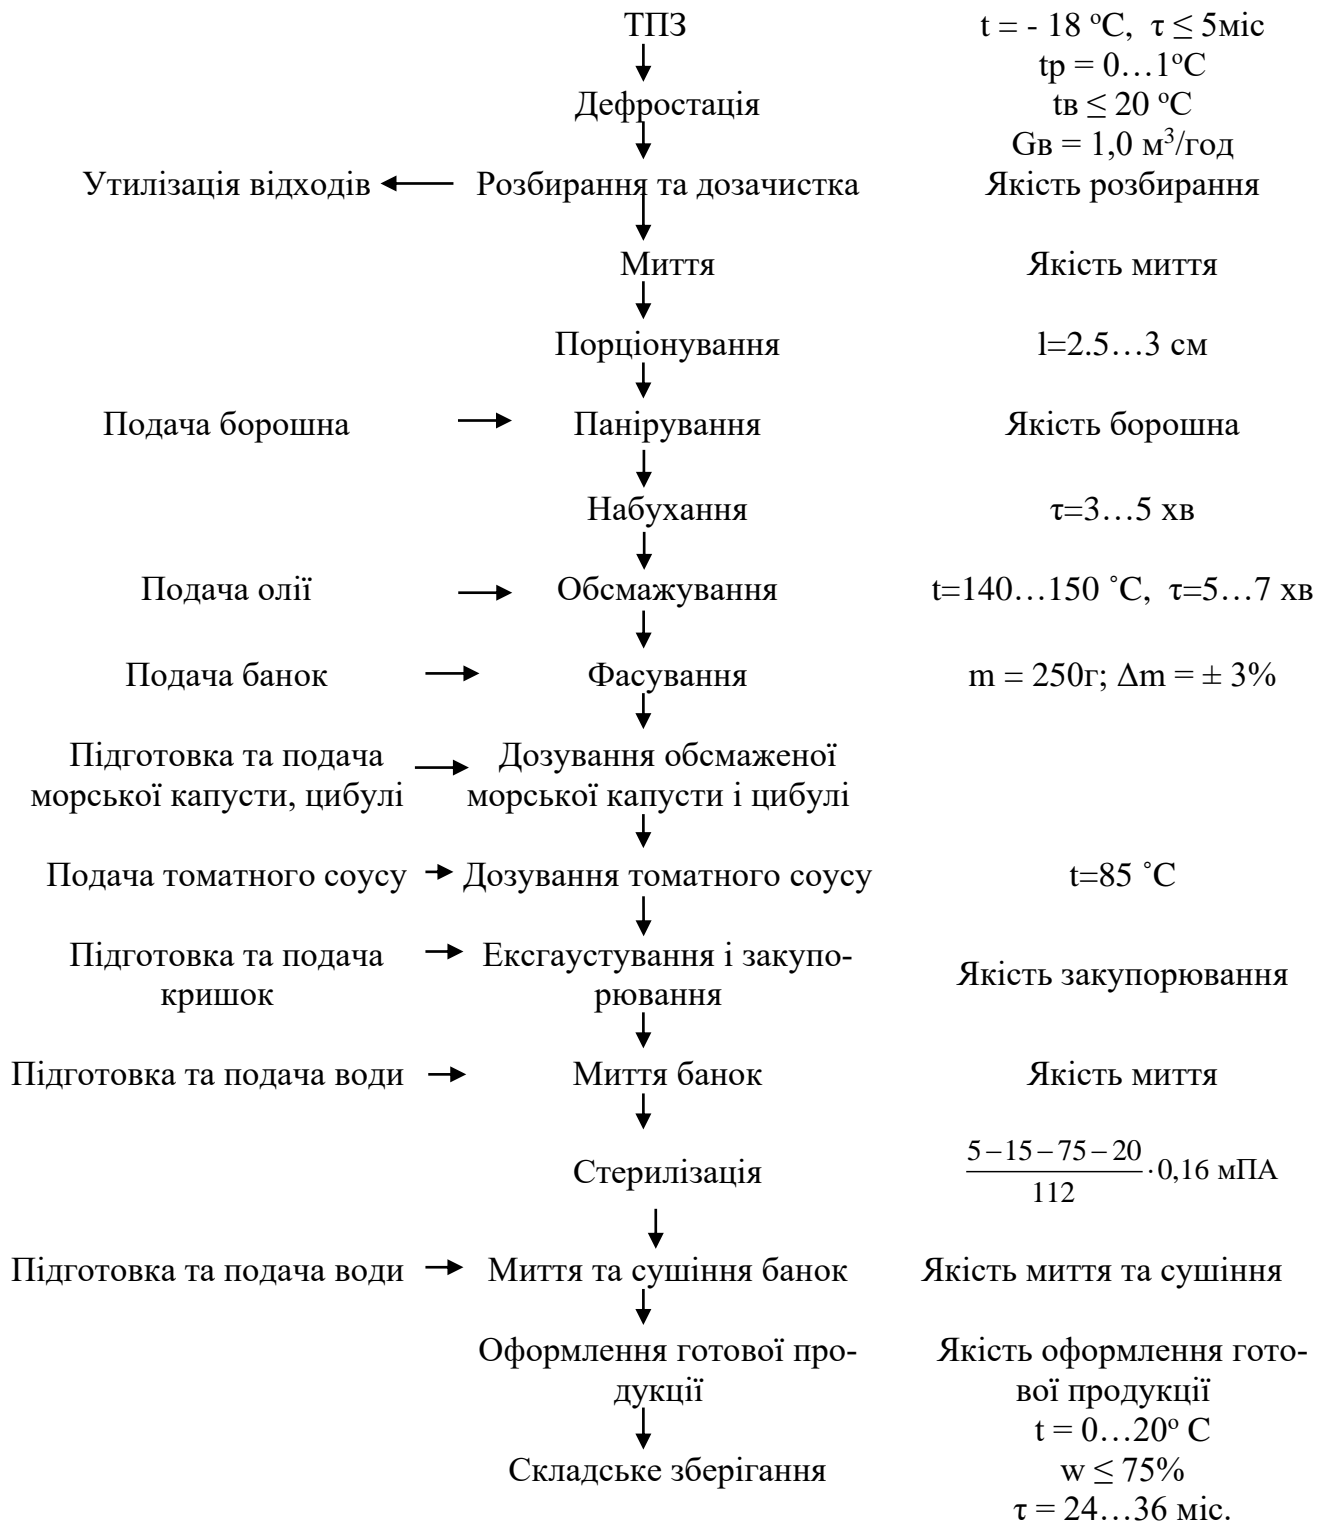 ТПЗ t = - 18 ºС, τ ≤ 5міс
tр = 0…1ºС
Дефростація tв ≤ 20 ºС
Gв = 1,0 м³/год
Утилізація відходів Розбирання та дозачистка Якість розбирання
Миття Якість миття
Порціонування l=2.5…3 см
Подача борошна Панірування Якість борошна
Набухання τ=3…5 хв
Подача олії Обсмажування t=140…150 ˚С, τ=5…7 хв
Подача банок Фасування m = 250г; Δm = ± 3%
Підготовка та подача Дозування обсмаженої
морської капусти, цибулі морської капусти і цибулі
Подача томатного соусу Дозування томатного соусу t=85 ˚С
Підготовка та подача Ексгаустування і закупо-
кришок рювання Якість закупорювання
Підготовка та подача води Миття банок Якість миття
5−15−75−20
Стерилізація ·0,16 мПА
112
Підготовка та подача води Миття та сушіння банок Якість миття та сушіння
Оформлення готової про- Якість оформлення гото-
дукції вої продукції
t = 0…20º С
Складське зберігання w ≤ 75%
τ = 24…36 міс.